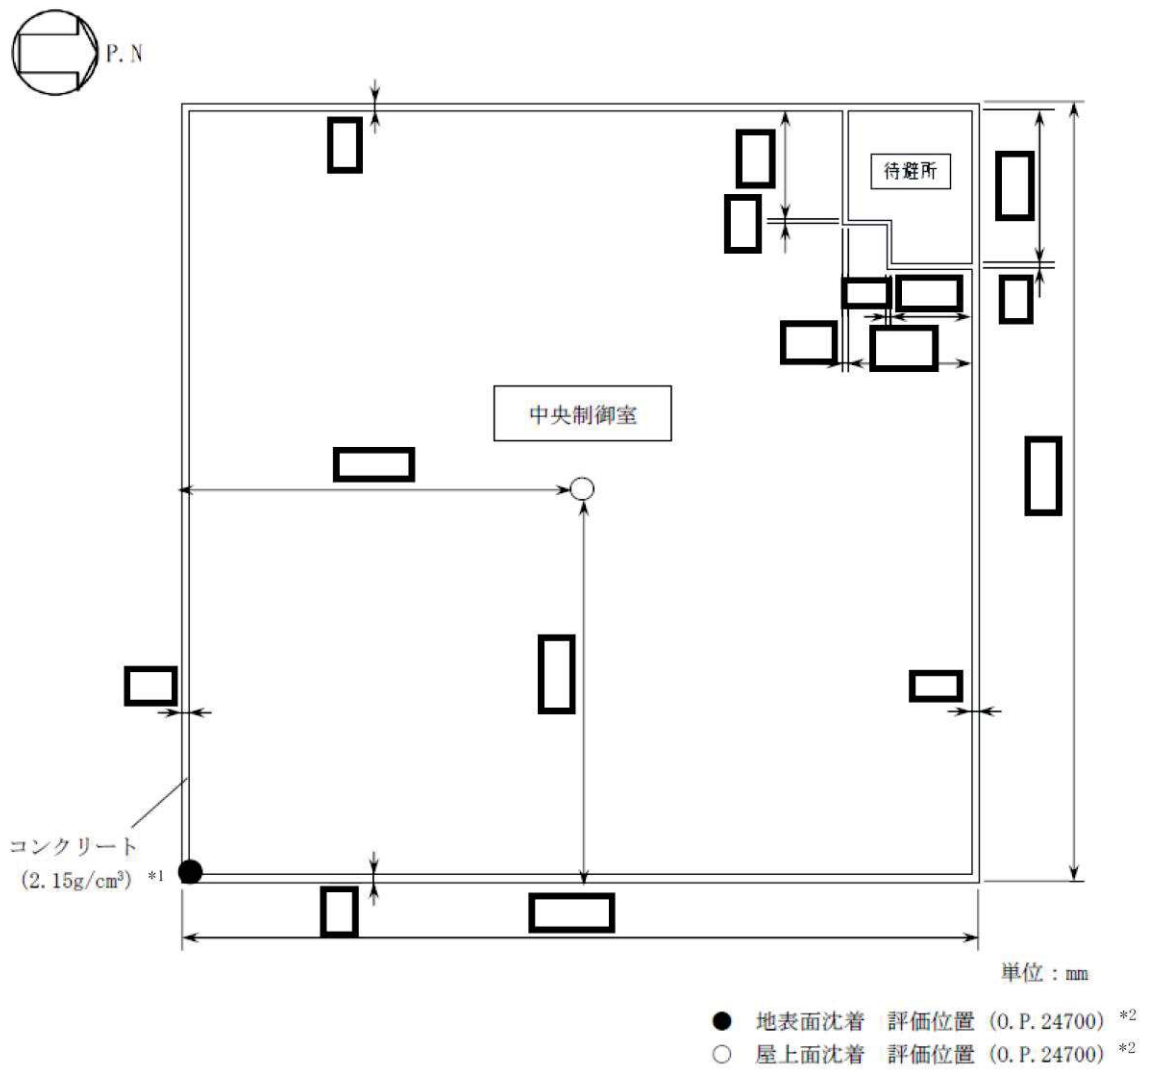 P.N
待避所
中央制御室
コンクリート
(2.15g/cm³) *1
単位：mm
● 地表面沈着 評価位置 (O.P.24700) *2
○ 屋上面沈着 評価位置 (O.P.24700) *2